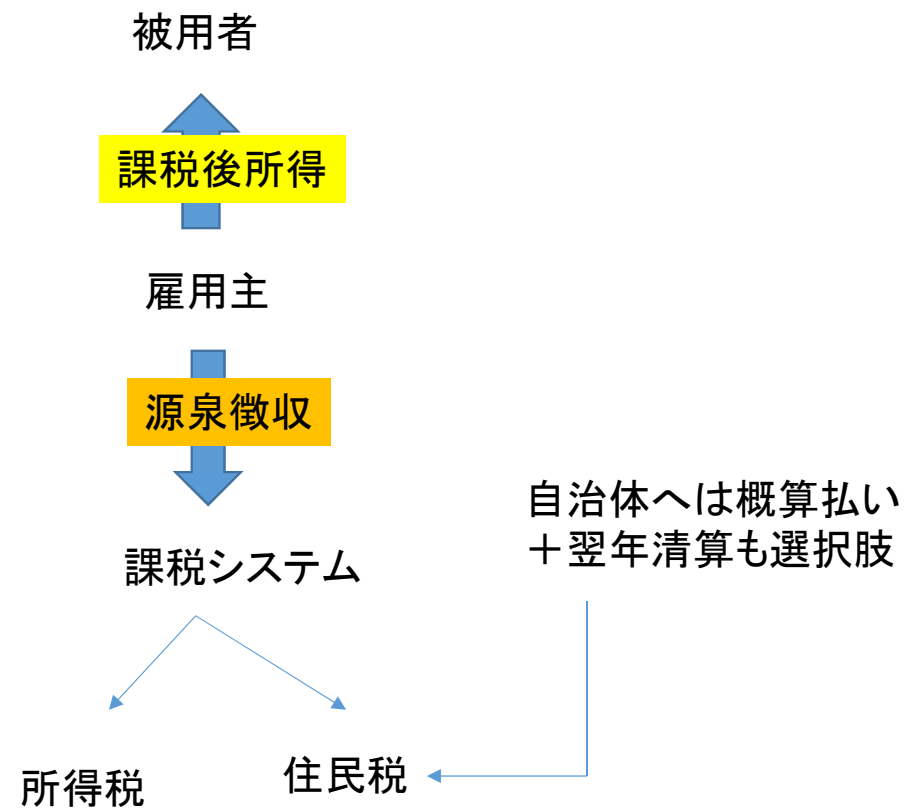 被用者
課税後所得
雇用主
源泉徴収
自治体へは概算払い
＋翌年清算も選択肢
課税システム
所得税
住民税